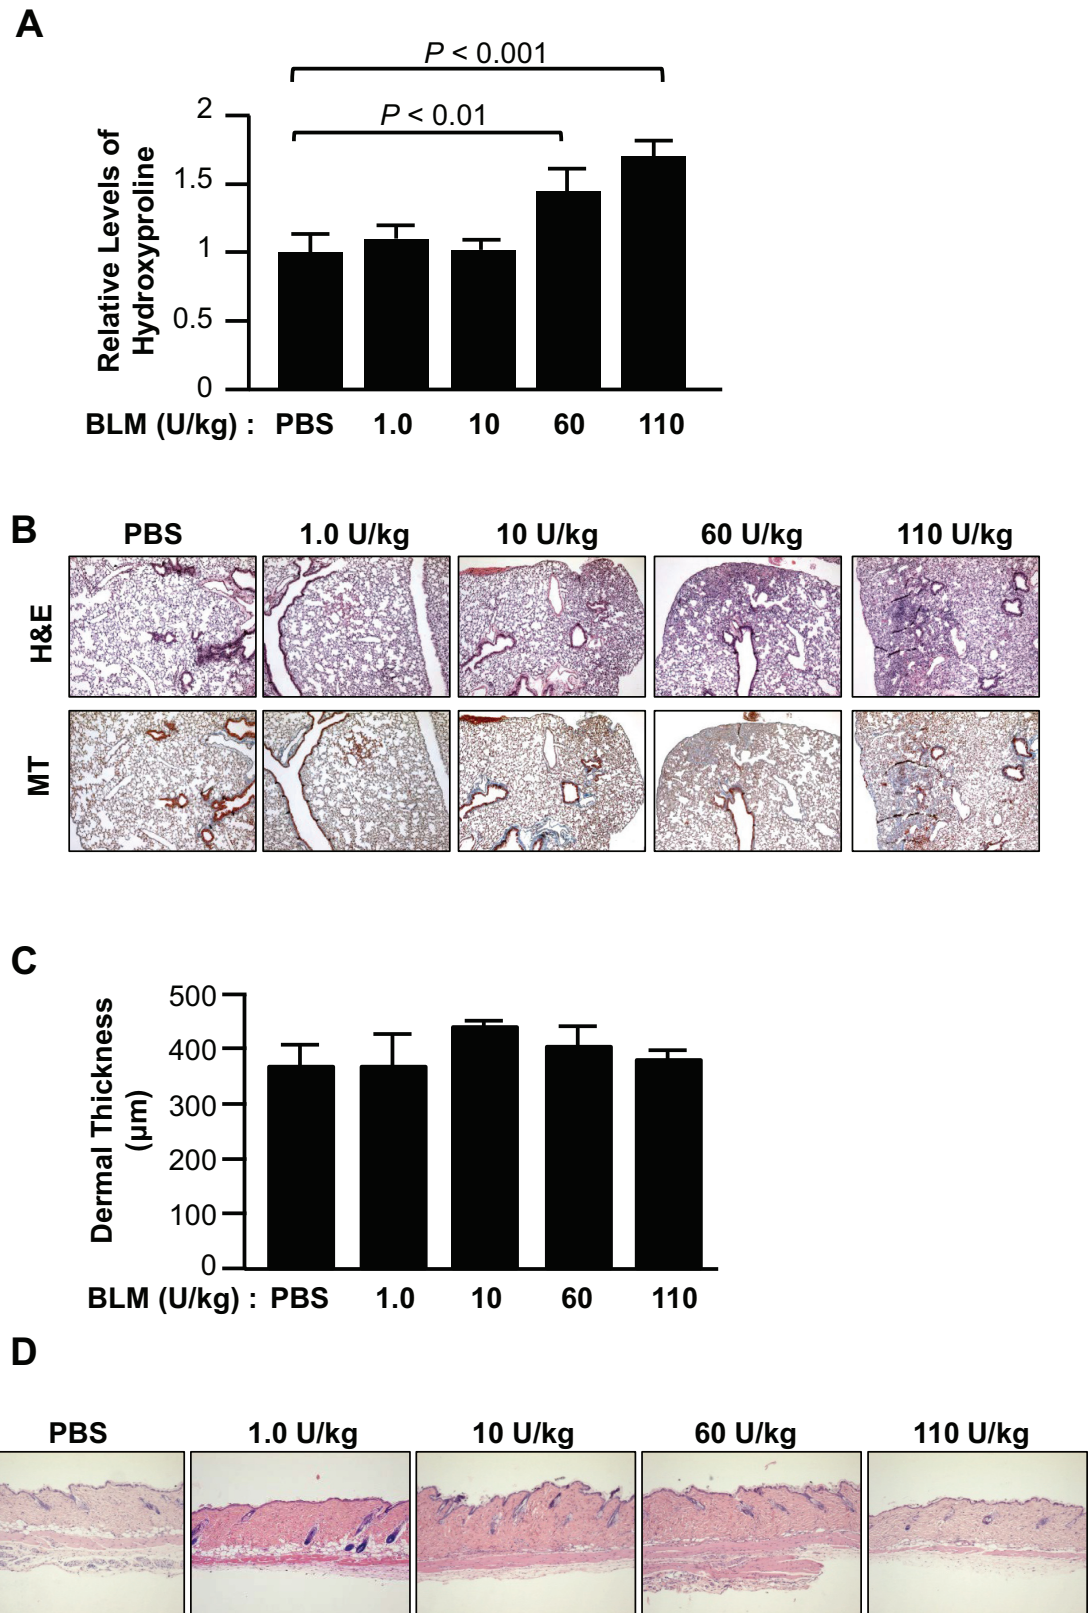 A
P < 0.001
P < 0.01
Relative Levels of
Hydroxyproline
2
1.5
1
0.5
0
BLM (U/kg) : PBS 1.0 10 60 110
B
PBS 1.0 U/kg 10 U/kg 60 U/kg 110 U/kg
H&E
MT
C
Dermal Thickness
(µm)
500
400
300
200
100
0
BLM (U/kg) : PBS 1.0 10 60 110
D
PBS 1.0 U/kg 10 U/kg 60 U/kg 110 U/kg